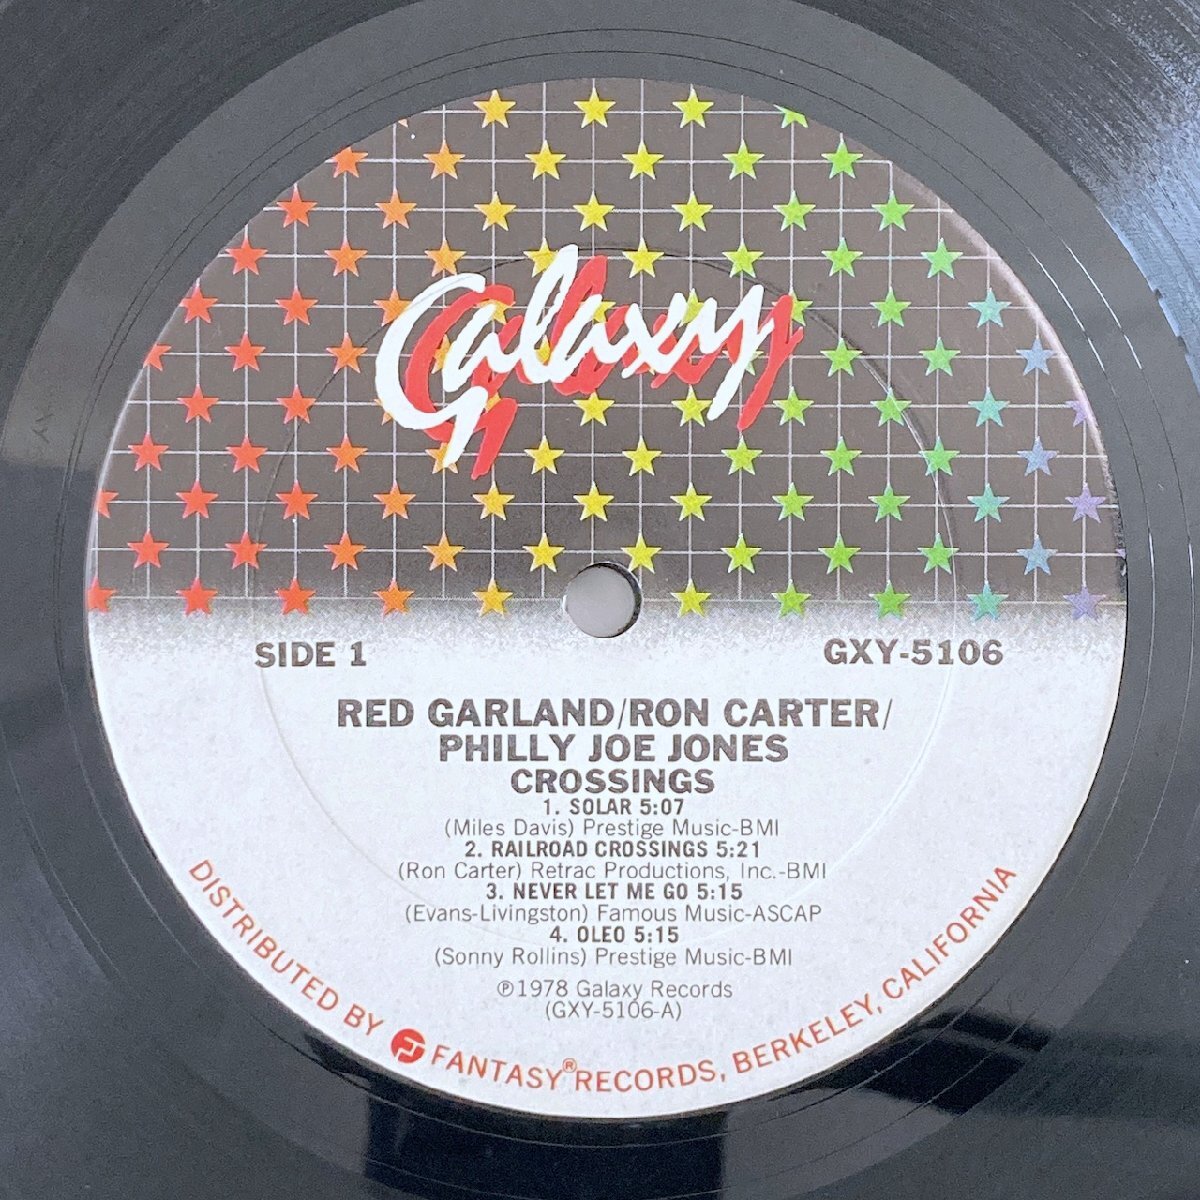 Galaxy
SIDE 1
GXY-5106
RED GARLAND/RON CARTER/
PHILLY JOE JONES
CROSSINGS
1. SOLAR 5:07
(Miles Davis) Prestige Music-BMI
2. RAILROAD CROSSINGS 5:21
(Ron Carter) Retrac Productions, Inc.-BMI
3. NEVER LET ME GO 5:15
(Evans-Livingston) Famous Music-ASCAP
4. OLEO 5:15
(Sonny Rollins) Prestige Music-BMI
℗1978 Galaxy Records
(GXY-5106-A)
DISTRIBUTED BY FANTASY® RECORDS, BERKELEY, CALIFORNIA